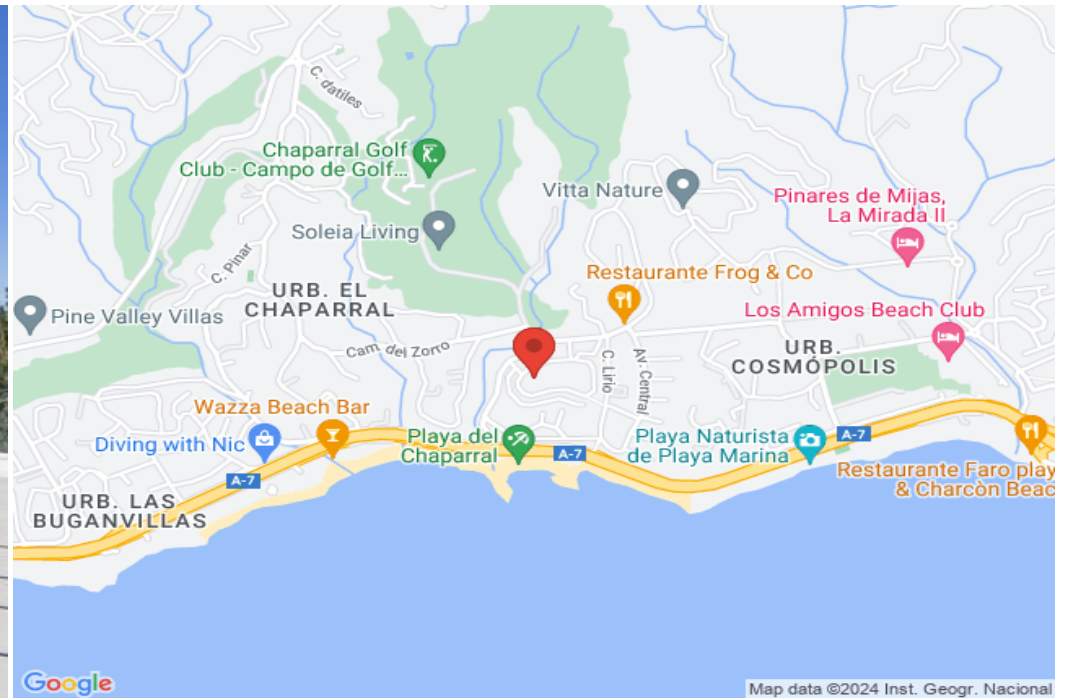 C. datiles
Chaparral Golf
Club - Campo de Golf...
Vitta Nature
Pinares de Mijas,
La Mirada II
Soleia Living
C. Pinar
Restaurante Frog & Co
URB. EL
CHAPARRAL
Pine Valley Villas
Los Amigos Beach Club
Cam. del Zorro
C. Lirio
Av. Central
URB.
COSMÓPOLIS
Wazza Beach Bar
Diving with Nic
Playa del
Chaparral
A-7
Playa Naturista
de Playa Marina
A-7
A-7
Restaurante Faro play
& Charcòn Beac
URB. LAS
BUGANVILLAS
Google
Map data ©2024 Inst. Geogr. Nacional